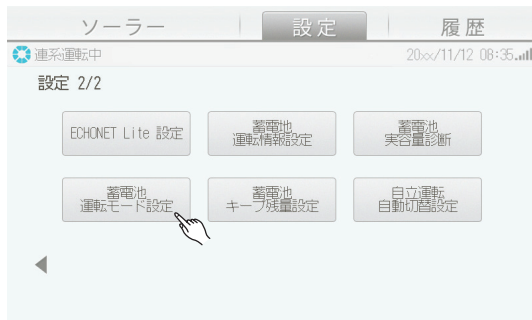 ソーラー
設定
履歴
連系運転中
20xx/11/12 08:35
設定 2/2
ECHONET Lite 設定
蓄電地
運転情報設定
蓄電池
実容量診断
蓄電池
運転モード設定
蓄電池
キープ残量設定
自立運転
自動切替設定